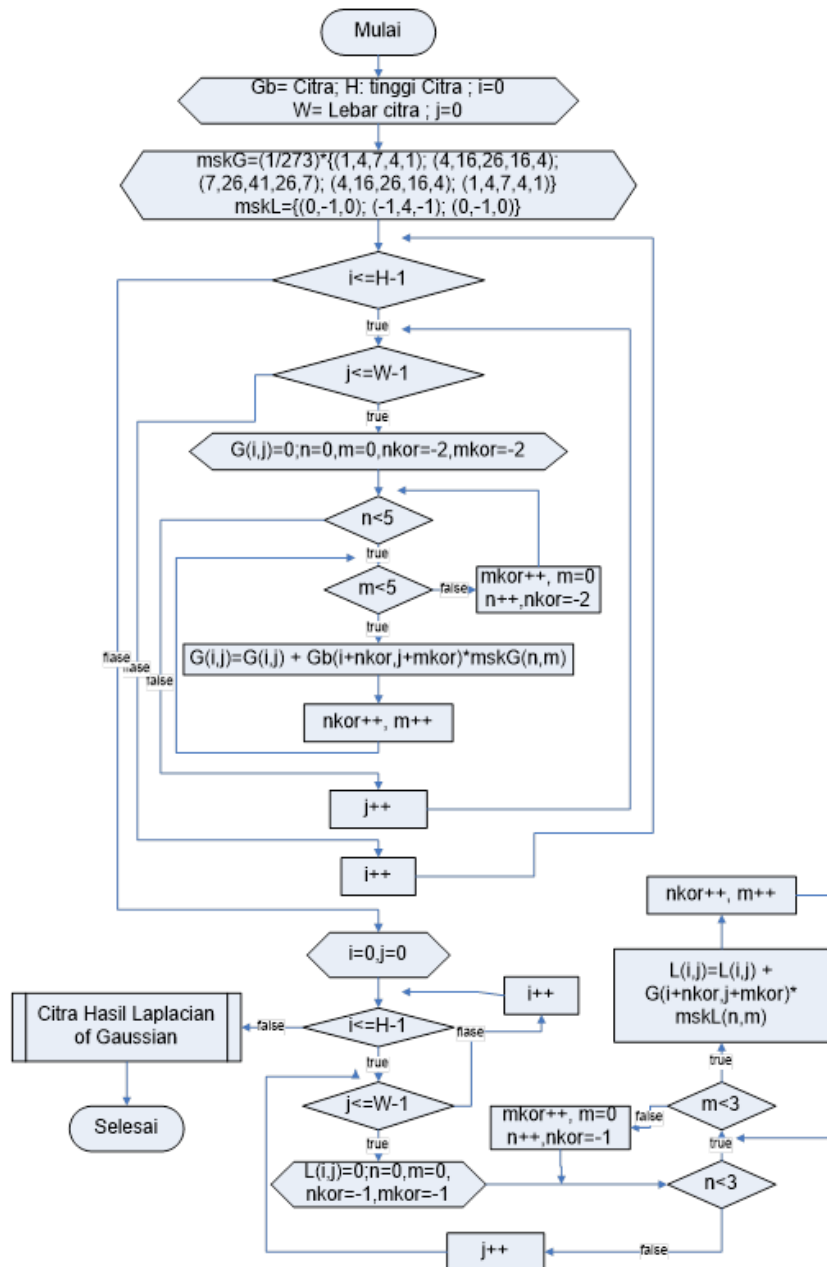 Mulai
Gb= Citra; H: tinggi Citra ; i=0
W= Lebar citra ; j=0
mskG=(1/273)*{(1,4,7,4,1); (4,16,26,16,4);
(7,26,41,26,7); (4,16,26,16,4); (1,4,7,4,1)}
mskL={(0,-1,0); (-1,4,-1); (0,-1,0)}
i<=H-1
true
j<=W-1
true
G(i,j)=0;n=0,m=0,nkor=-2,mkor=-2
n<5
true
m<5
false
mkor++, m=0
n++,nkor=-2
true
G(i,j)=G(i,j) + Gb(i+nkor,j+mkor)*mskG(n,m)
flase
flase
false
nkor++, m++
j++
i++
nkor++, m++
i=0,j=0
L(i,j)=L(i,j) +
G(i+nkor,j+mkor)*
mskL(n,m)
i++
Citra Hasil Laplacian
of Gaussian
false
i<=H-1
flase
true
true
j<=W-1
m<3
false
mkor++, m=0
n++,nkor=-1
Selesai
true
true
L(i,j)=0;n=0,m=0,
nkor=-1,mkor=-1
n<3
j++
false